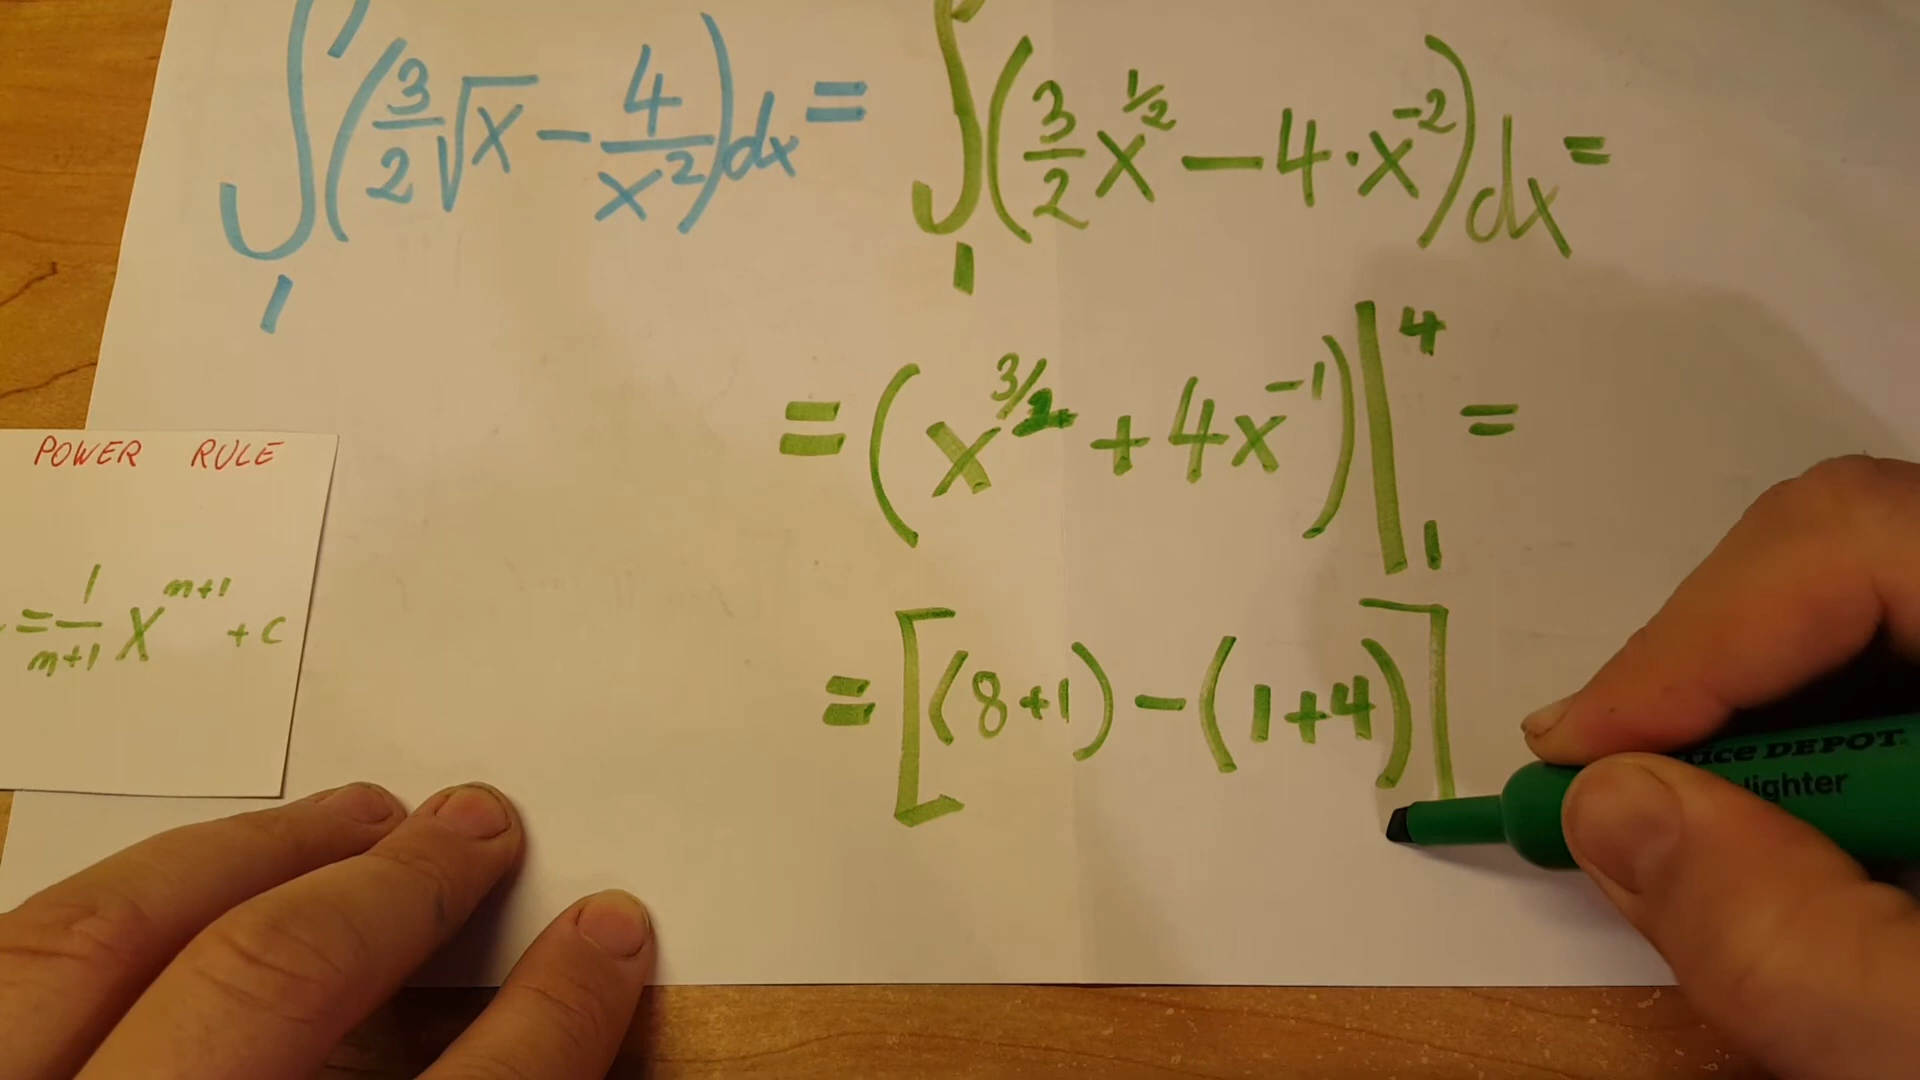 ∫₁ (3/2 √x − 4/x²) dx = ∫₁ (3/2 x^(1/2) − 4·x^(−2)) dx =
= (x^(3/2) + 4x^(−1)) |₁⁴ =
= [(8+1) − (1+4)]
POWER RULE
= 1/(m+1) x^(m+1) + c
DEPOT